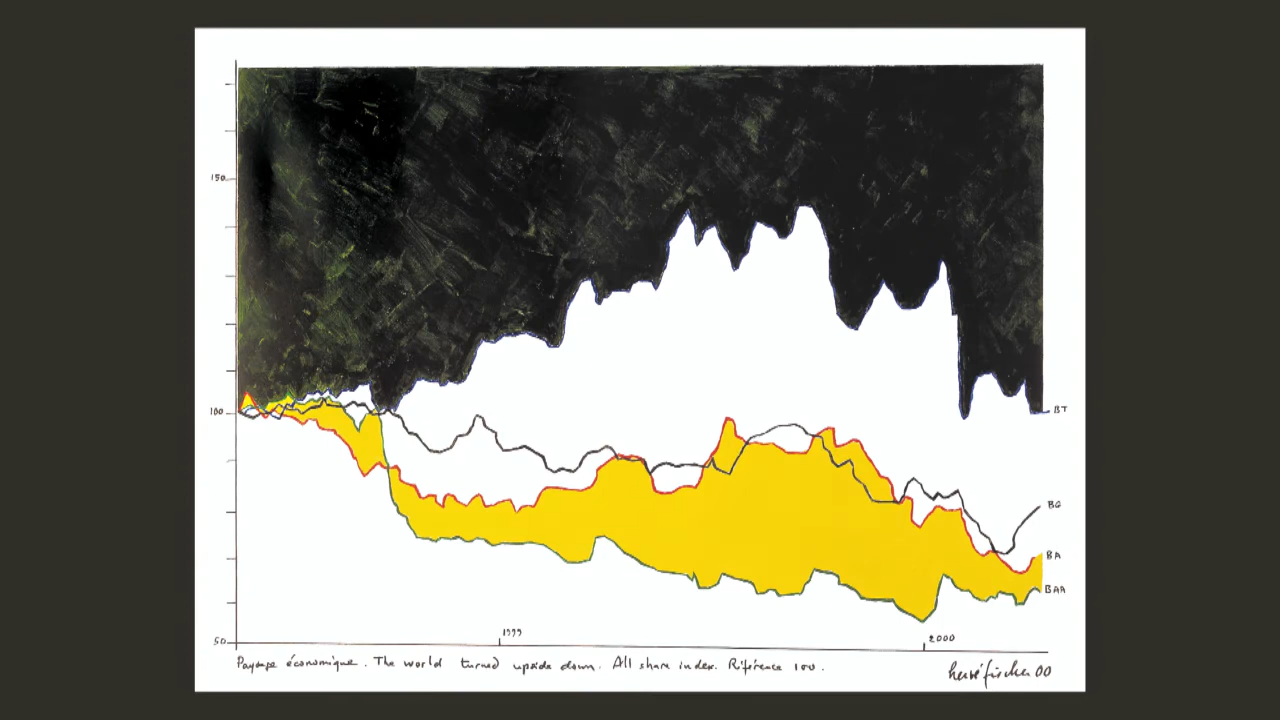 150
100
BT
BG
BA
BAA
1999
2000
50
Paysage économique. The world turned upside down. All share index. Référence 100.
hervé fischer 00